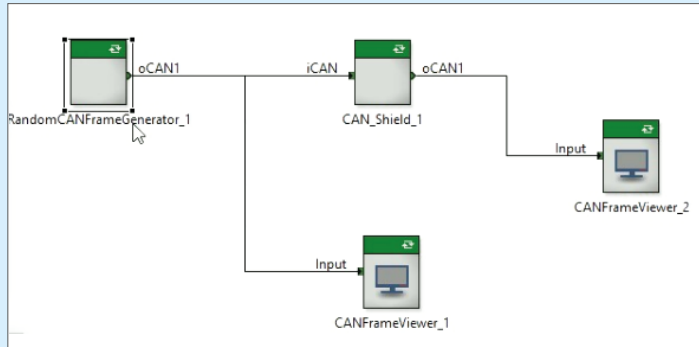 oCAN1
iCAN
oCAN1
RandomCANFrameGenerator_1
CAN_Shield_1
Input
CANFrameViewer_2
Input
CANFrameViewer_1